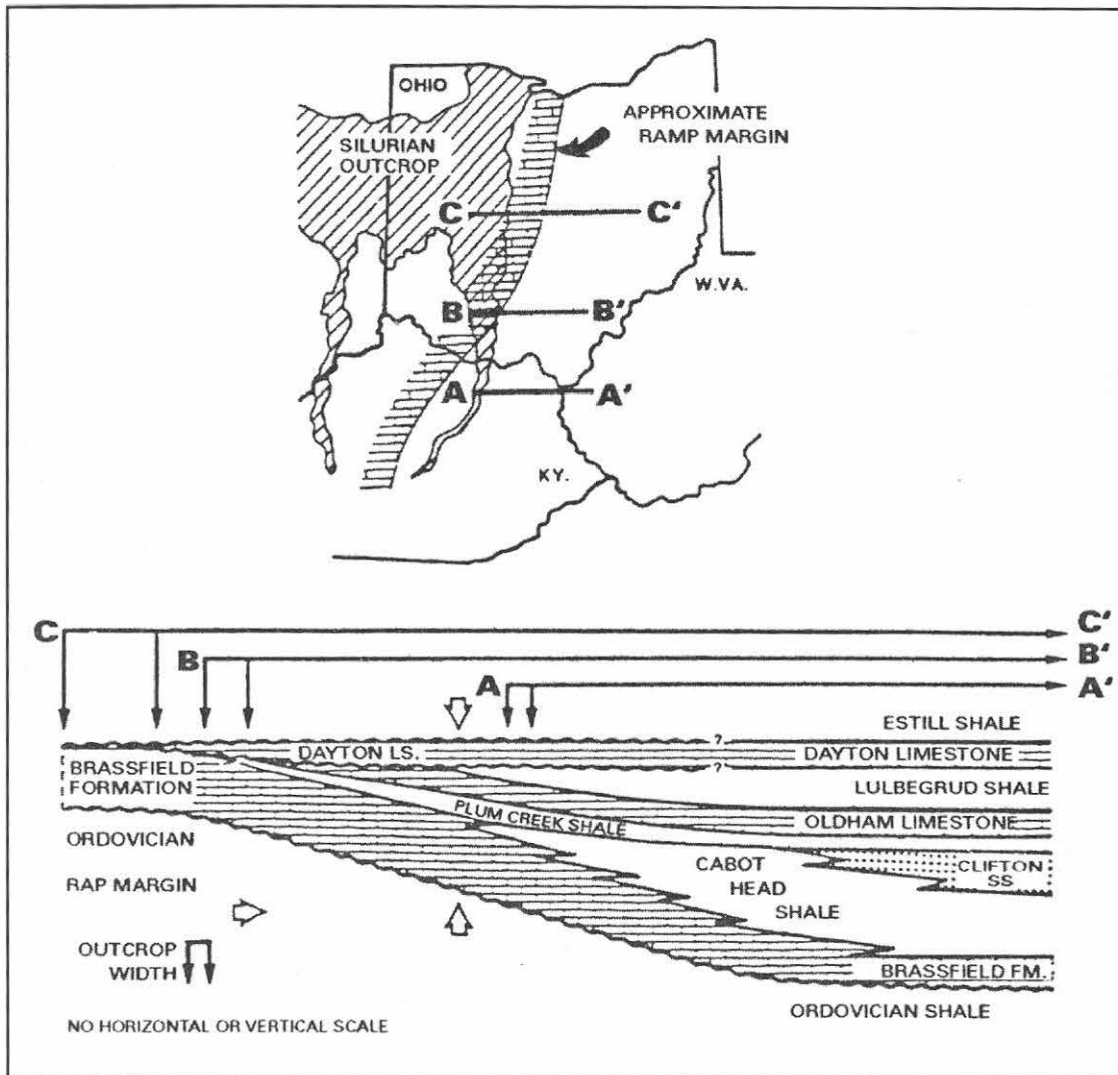 OHIO
APPROXIMATE
RAMP MARGIN
SILURIAN
OUTCROP
C C'
W.VA.
B B'
A A'
KY.
C C'
B B'
A A'
ESTILL SHALE
? DAYTON LS. DAYTON LIMESTONE
BRASSFIELD
FORMATION
? LULBEGRUD SHALE
PLUM CREEK SHALE
OLDHAM LIMESTONE
ORDOVICIAN
CABOT
HEAD
SHALE
CLIFTON
SS
RAP MARGIN
OUTCROP
WIDTH
BRASSFIELD FM.
ORDOVICIAN SHALE
NO HORIZONTAL OR VERTICAL SCALE